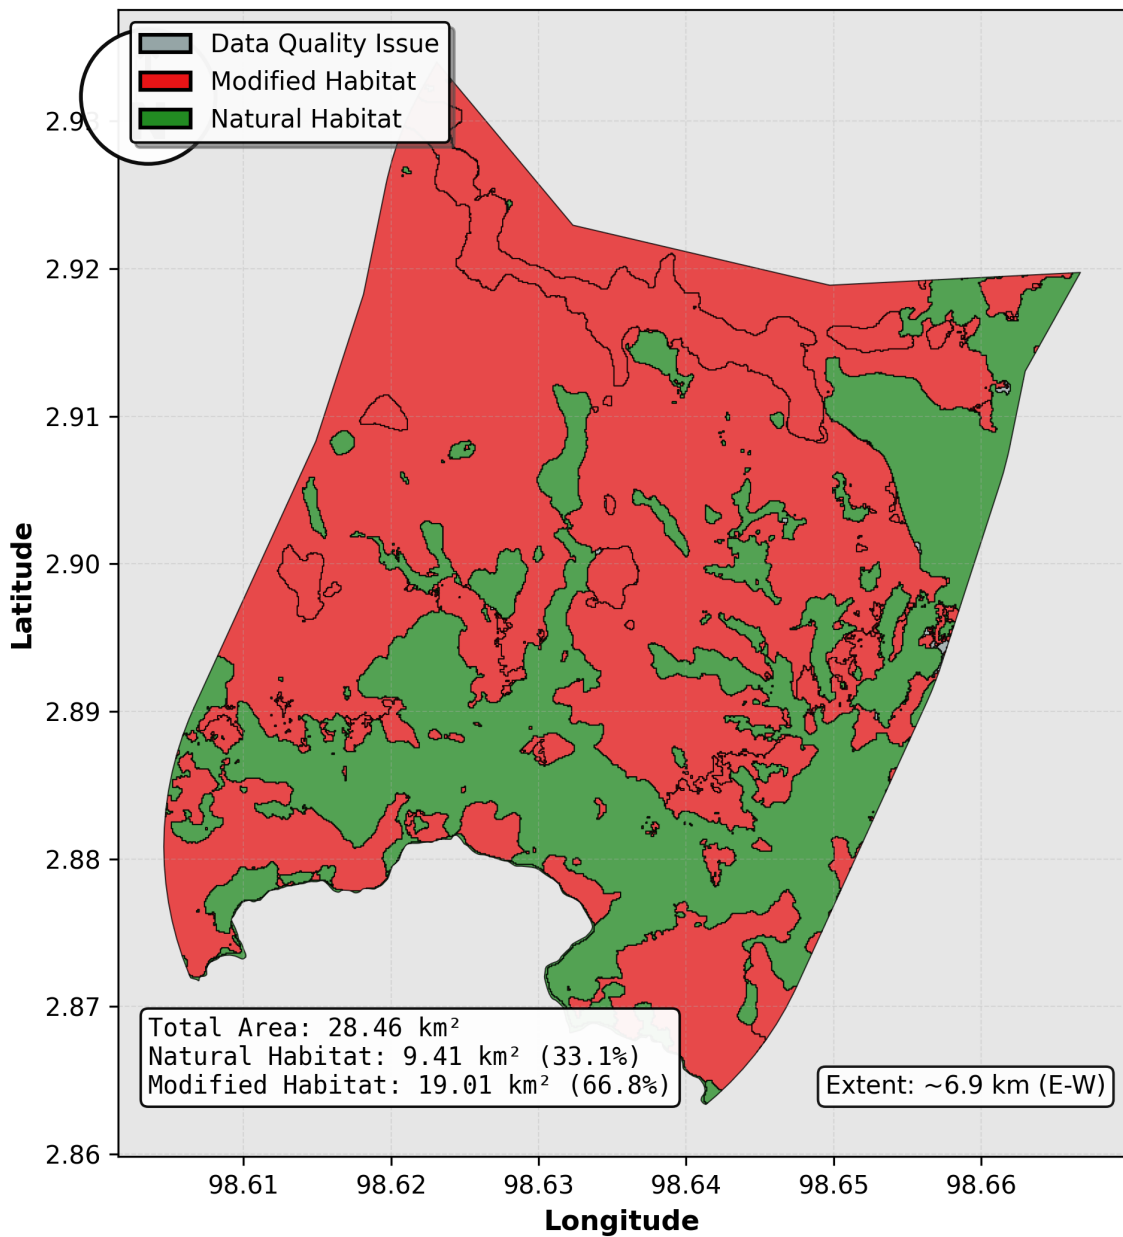 Data Quality Issue
Modified Habitat
Natural Habitat
2.93
2.92
2.91
2.90
2.89
2.88
2.87
2.86
Latitude
Total Area: 28.46 km²
Natural Habitat: 9.41 km² (33.1%)
Modified Habitat: 19.01 km² (66.8%)
Extent: ~6.9 km (E-W)
98.61 98.62 98.63 98.64 98.65 98.66
Longitude